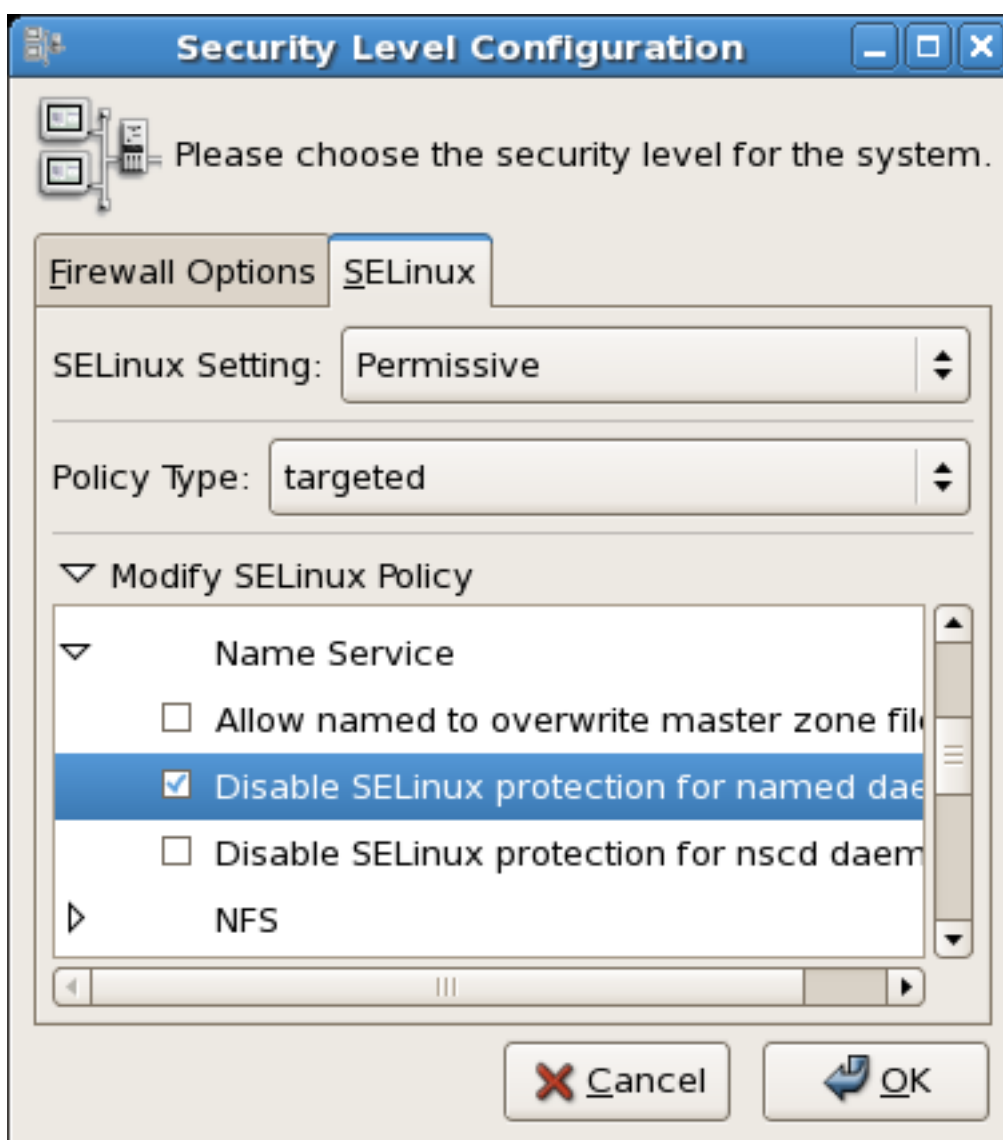 Security Level Configuration
Please choose the security level for the system.
Firewall Options
SELinux
SELinux Setting: Permissive
Policy Type: targeted
Modify SELinux Policy
Name Service
Allow named to overwrite master zone file
Disable SELinux protection for named dae
Disable SELinux protection for nscd daem
NFS
Cancel
OK